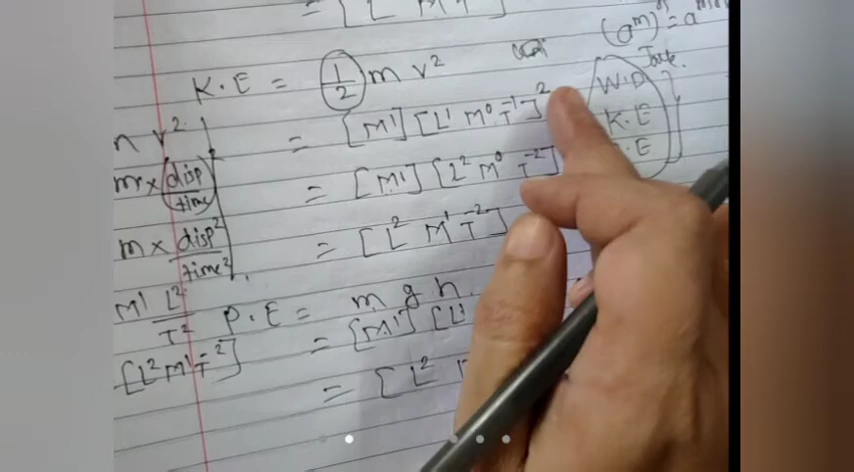 = [L M T]
(a^m)^n = a^m
K.E = 1/2 m v²
Joule.
W.D
v²
= [M¹] [L¹ M⁰ T⁻¹]²
K.E
m × (disp/time)²
= [M¹] [L² M⁰ T⁻²]
.E
m × disp²/time²
= [L² M¹ T⁻²]
M¹ L²/T²
P.E = m g h
= [M¹] [L¹
[L² M¹ T⁻²]
= [L²